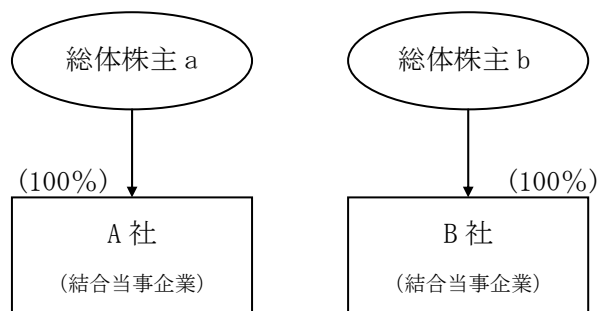 総体株主 a
総体株主 b
(100%)
(100%)
A 社
(結合当事企業)
B 社
(結合当事企業)